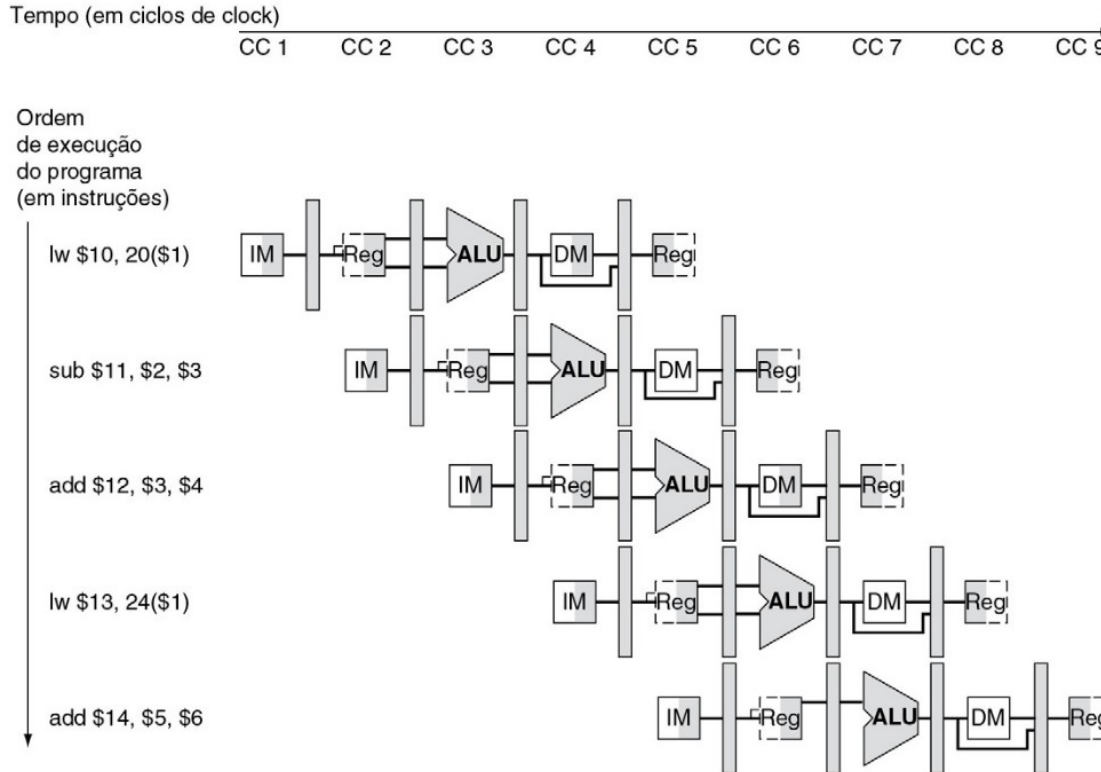 Tempo (em ciclos de clock)
CC 1 CC 2 CC 3 CC 4 CC 5 CC 6 CC 7 CC 8 CC 9
Ordem
de execução
do programa
(em instruções)
lw $10, 20($1) IM Reg ALU DM Reg
sub $11, $2, $3 IM Reg ALU DM Reg
add $12, $3, $4 IM Reg ALU DM Reg
lw $13, 24($1) IM Reg ALU DM Reg
add $14, $5, $6 IM Reg ALU DM Reg